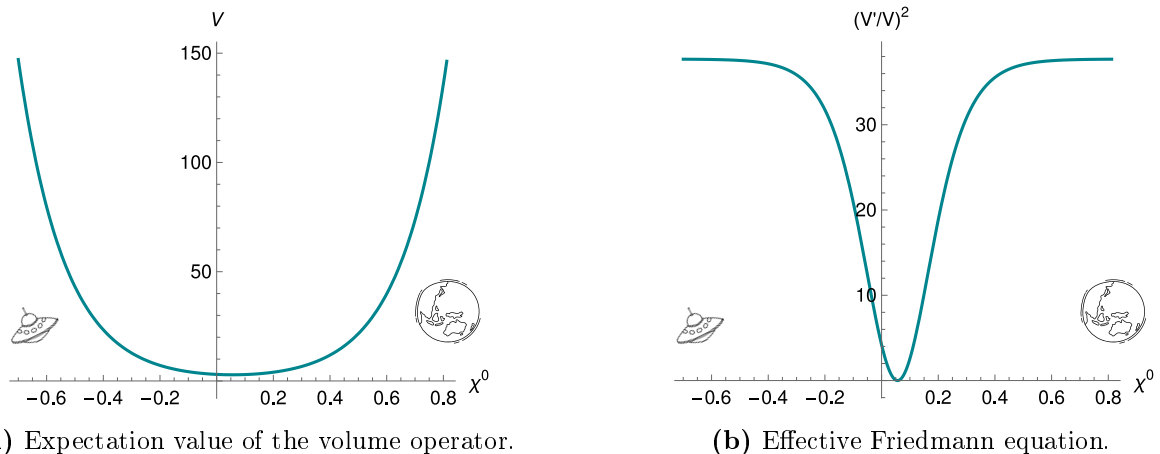 V
150
100
50
−0.6 −0.4 −0.2 0.2 0.4 0.6 0.8 χ⁰
) Expectation value of the volume operator.
(V'/V)²
30
20
10
−0.6 −0.4 −0.2 0.2 0.4 0.6 0.8 χ⁰
(b) Effective Friedmann equation.